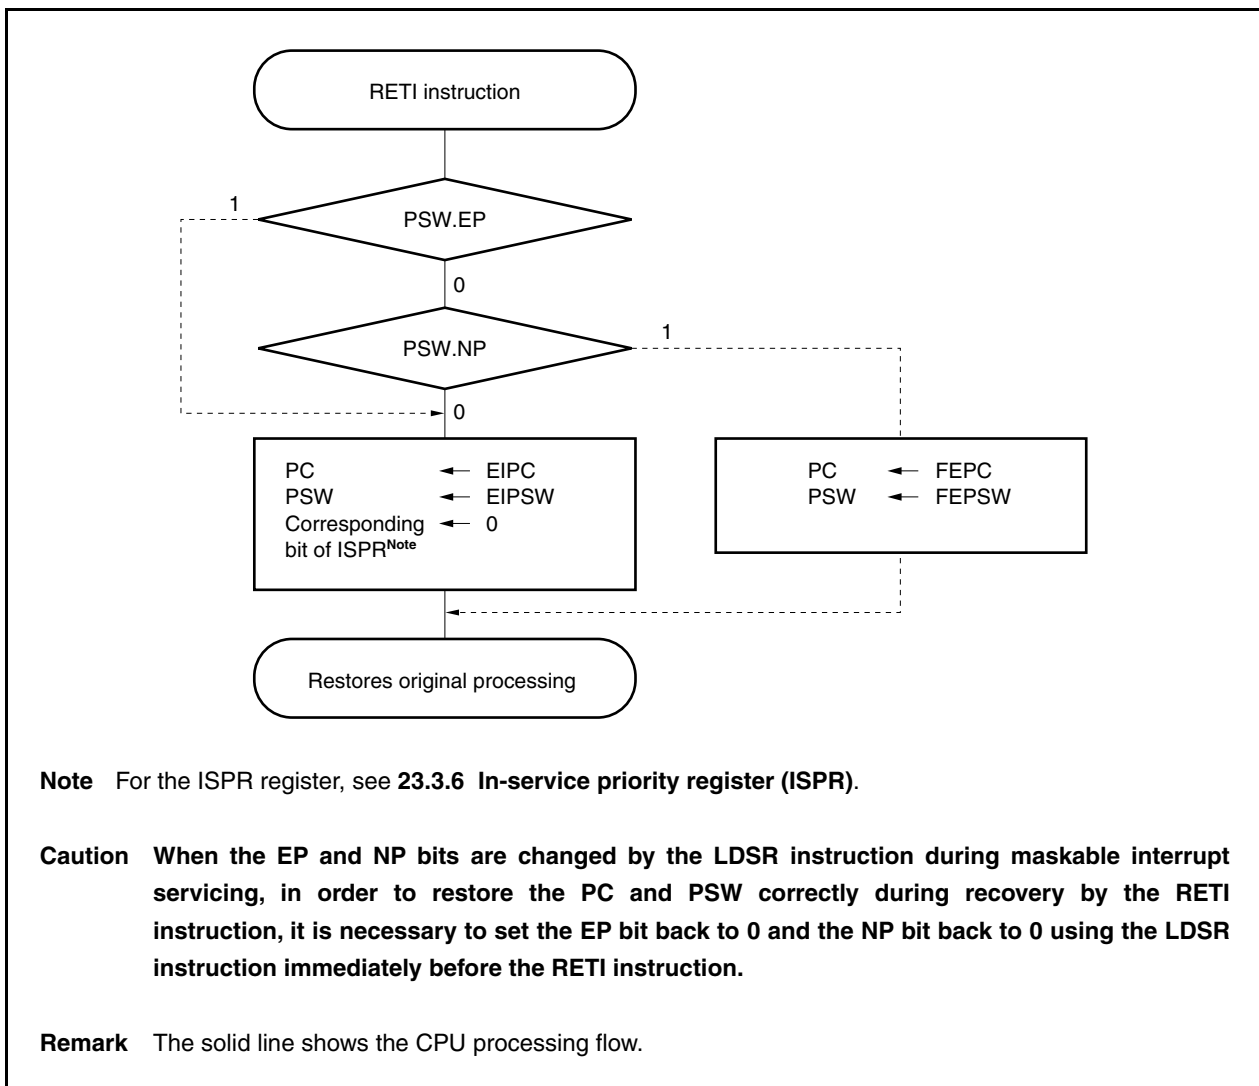 RETI instruction
1
PSW.EP
0
1
PSW.NP
0
PC ← EIPC
PSW ← EIPSW
Corresponding ← 0
bit of ISPRNote
PC ← FEPC
PSW ← FEPSW
Restores original processing
Note For the ISPR register, see 23.3.6 In-service priority register (ISPR).
Caution When the EP and NP bits are changed by the LDSR instruction during maskable interrupt
servicing, in order to restore the PC and PSW correctly during recovery by the RETI
instruction, it is necessary to set the EP bit back to 0 and the NP bit back to 0 using the LDSR
instruction immediately before the RETI instruction.
Remark The solid line shows the CPU processing flow.